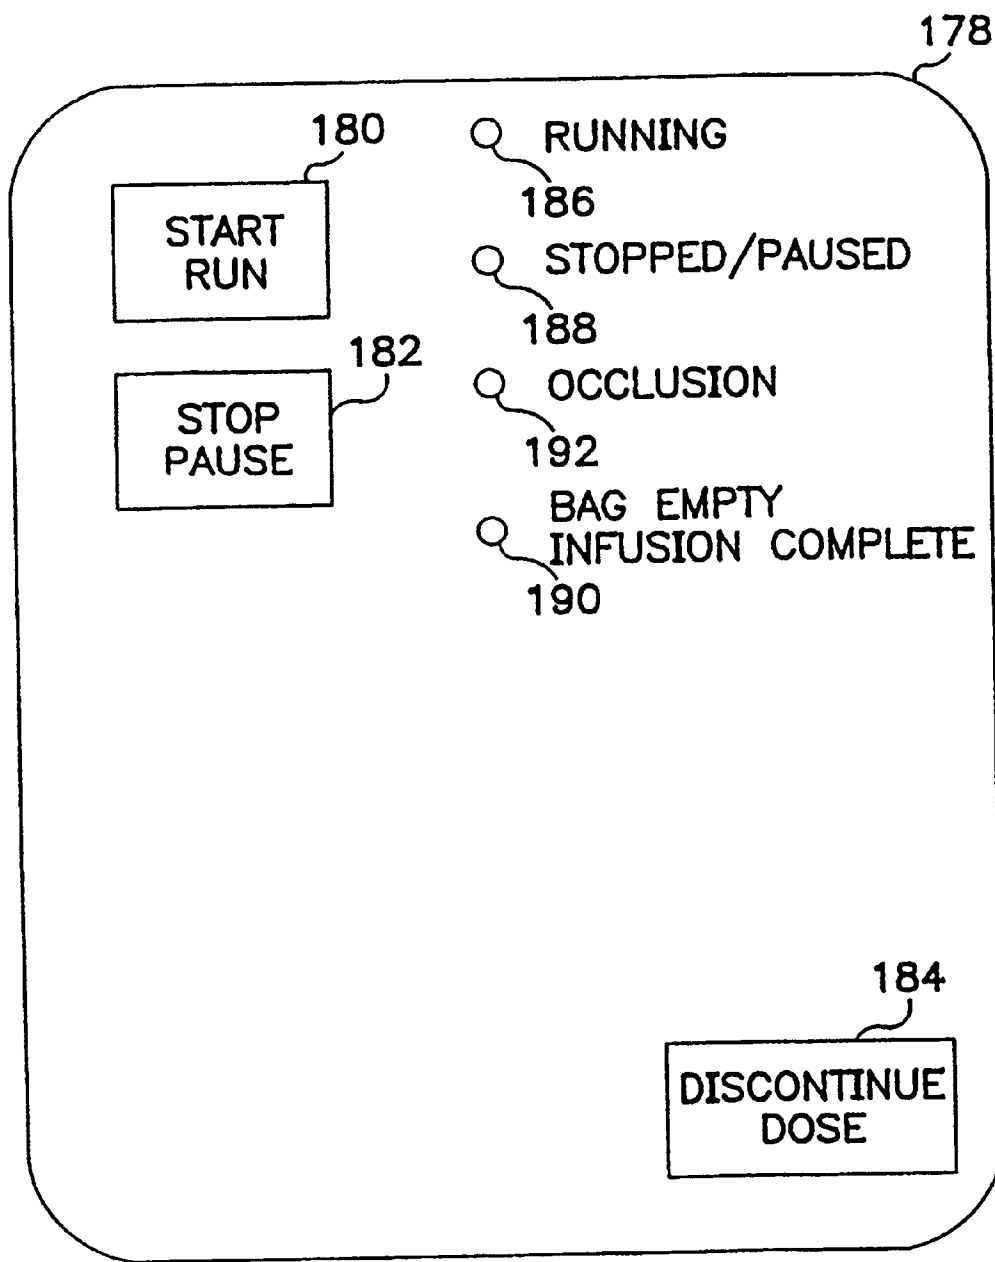 178
180
START
RUN
182
STOP
PAUSE
RUNNING
186
STOPPED/PAUSED
188
OCCLUSION
192
BAG EMPTY
INFUSION COMPLETE
190
184
DISCONTINUE
DOSE